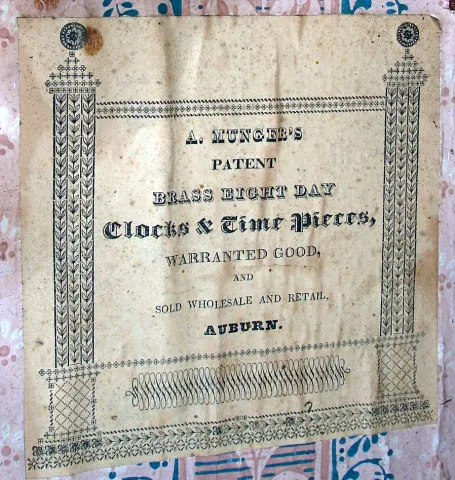 A. MUNGER'S
PATENT
BRASS EIGHT DAY
Clocks & Time Pieces,
WARRANTED GOOD,
AND
SOLD WHOLESALE AND RETAIL,
AUBURN.